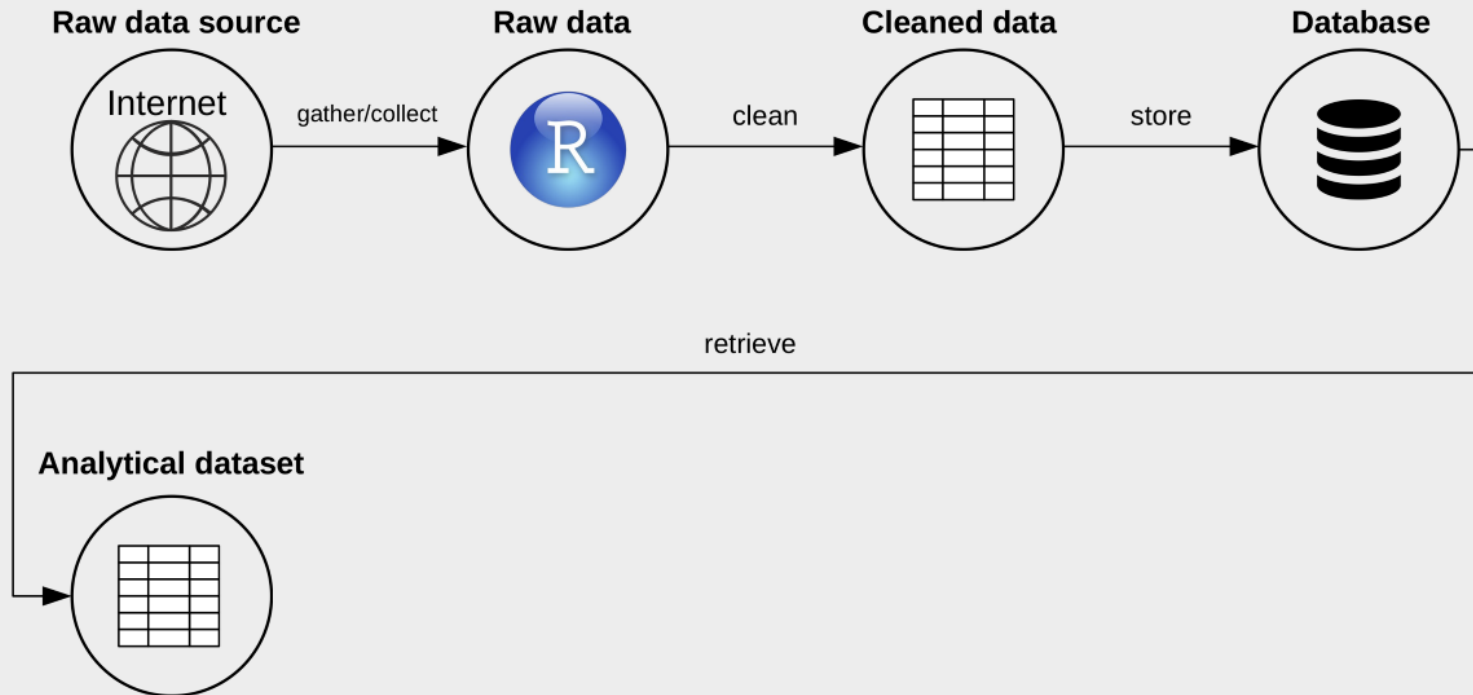 Raw data source
Raw data
Cleaned data
Database
Internet
gather/collect
R
clean
store
retrieve
Analytical dataset